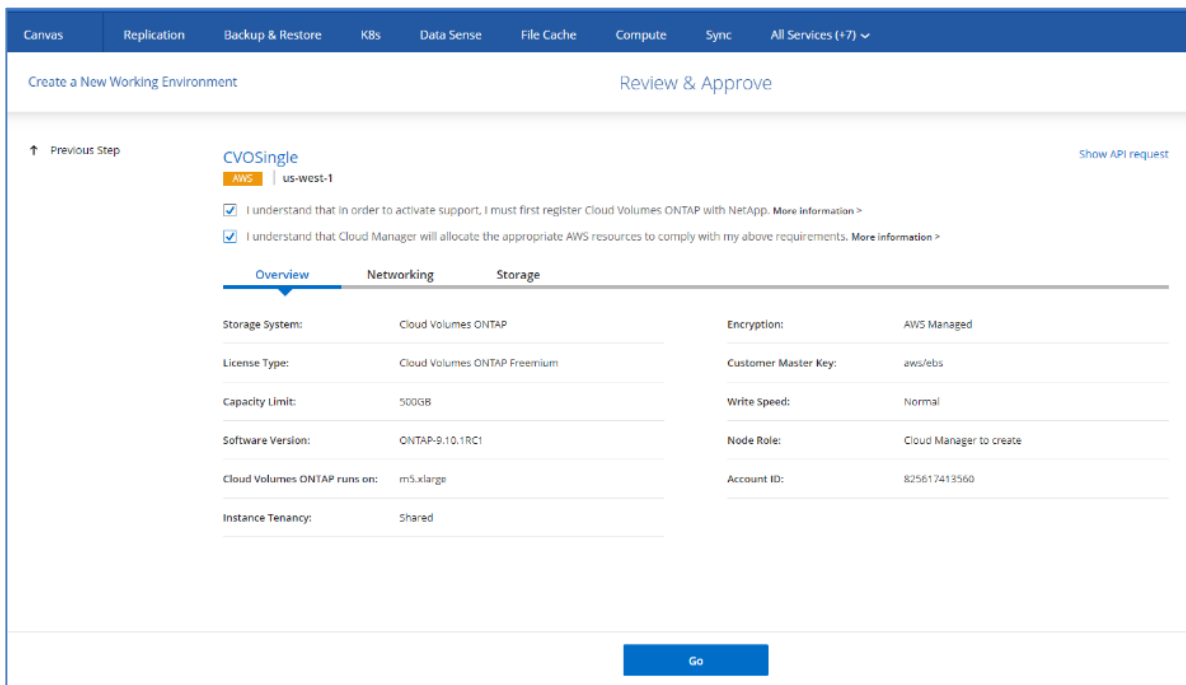 Canvas Replication Backup & Restore K8s Data Sense File Cache Compute Sync All Services (+7)
Create a New Working Environment Review & Approve
↑ Previous Step
CVOSingle Show API request
AWS | us-west-1
I understand that in order to activate support, I must first register Cloud Volumes ONTAP with NetApp. More information >
I understand that Cloud Manager will allocate the appropriate AWS resources to comply with my above requirements. More information >
Overview Networking Storage
Storage System: Cloud Volumes ONTAP Encryption: AWS Managed
License Type: Cloud Volumes ONTAP Freemium Customer Master Key: aws/ebs
Capacity Limit: 500GB Write Speed: Normal
Software Version: ONTAP-9.10.1RC1 Node Role: Cloud Manager to create
Cloud Volumes ONTAP runs on: m5.xlarge Account ID: 825617413560
Instance Tenancy: Shared
Go